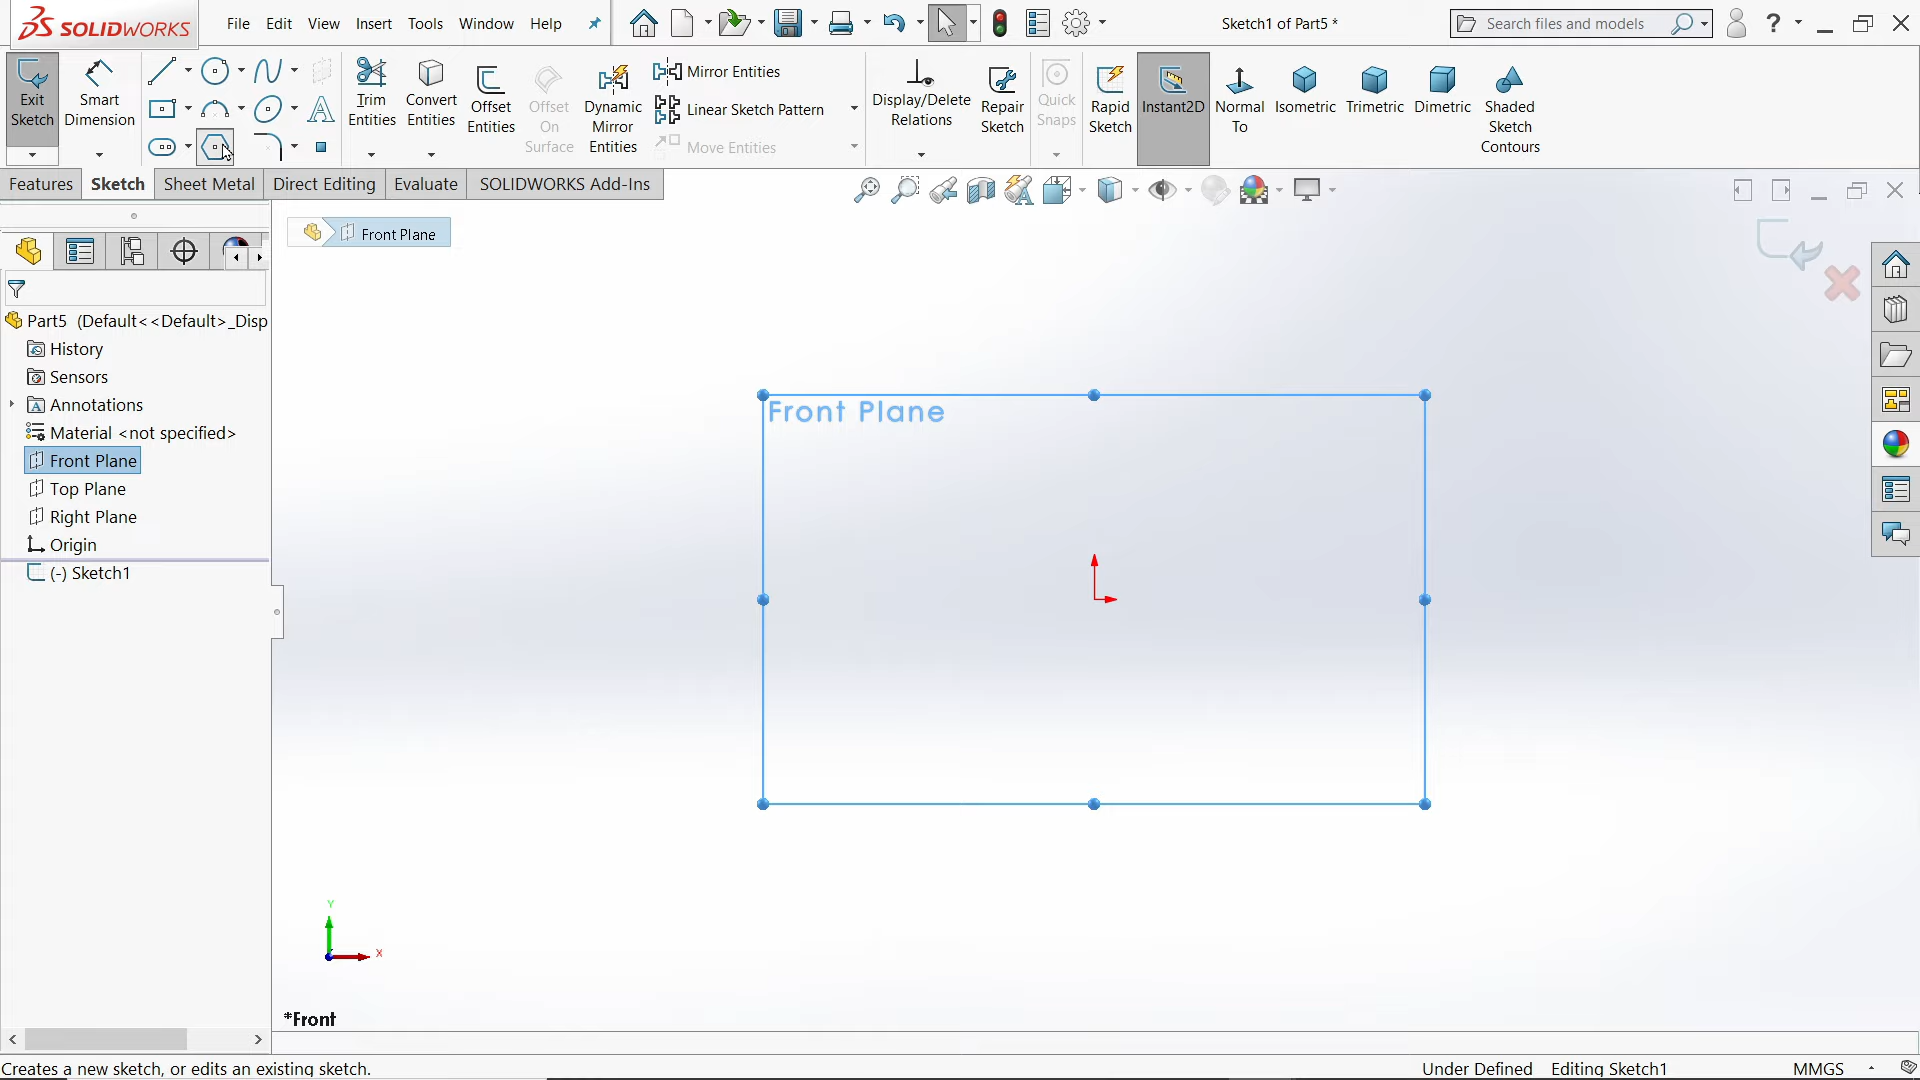 SOLIDWORKS
File Edit View Insert Tools Window Help
Sketch1 of Part5 *
Search files and models
?
Exit Sketch
Smart Dimension
Trim Entities
Convert Entities
Offset Entities
Offset On Surface
Dynamic Mirror Entities
Mirror Entities
Linear Sketch Pattern
Move Entities
Display/Delete Relations
Repair Sketch
Quick Snaps
Rapid Sketch
Instant2D
Normal To
Isometric
Trimetric
Dimetric
Shaded Sketch Contours
Features Sketch Sheet Metal Direct Editing Evaluate SOLIDWORKS Add-Ins
Front Plane
Part5 (Default<<Default>_Disp
History
Sensors
Annotations
Material <not specified>
Front Plane
Top Plane
Right Plane
Origin
(-) Sketch1
Front Plane
Y
X
*Front
Creates a new sketch, or edits an existing sketch.
Under Defined Editing Sketch1 MMGS